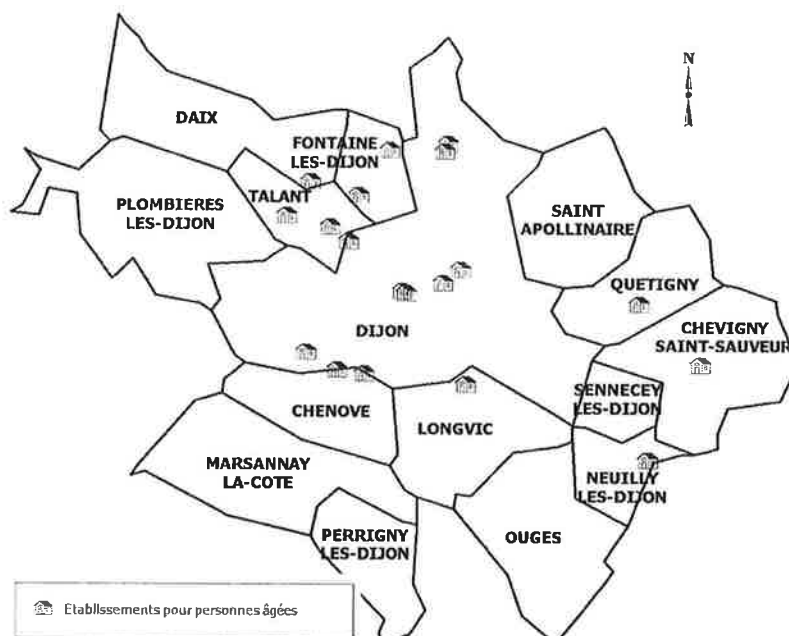 N
DAIX
FONTAINE
LES-DIJON
TALANT
PLOMBIERES
LES-DIJON
SAINT
APOLLINAIRE
QUETIGNY
DIJON
CHEVIGNY
SAINT-SAUVEUR
SENNECEY
LES-DIJON
CHENOVE
LONGVIC
MARSANNAY
LA-COTE
NEUILLY
LES-DIJON
PERRIGNY
LES-DIJON
OUGES
Etablissements pour personnes âgées